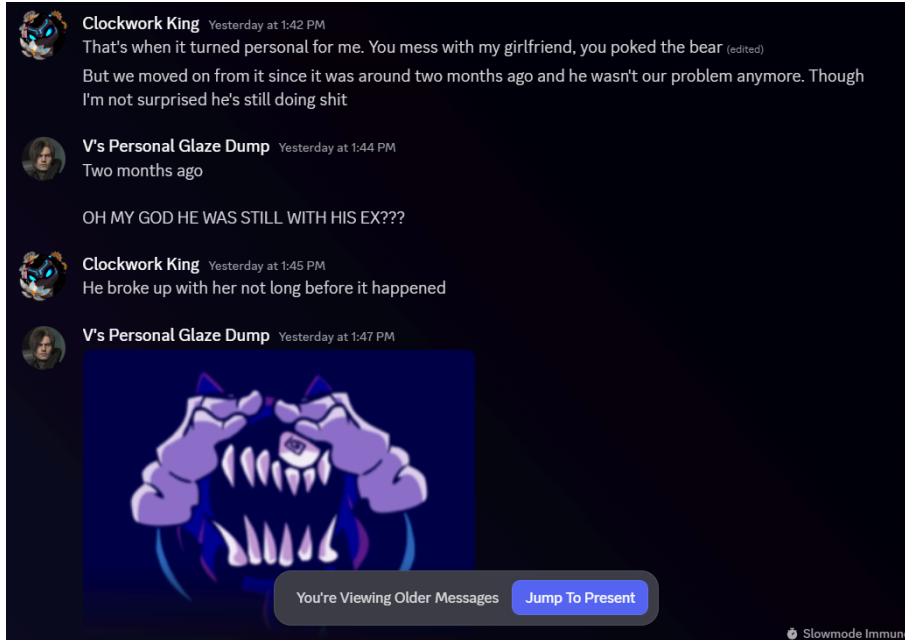 Clockwork King Yesterday at 1:42 PM
That's when it turned personal for me. You mess with my girlfriend, you poked the bear (edited)
But we moved on from it since it was around two months ago and he wasn't our problem anymore. Though
I'm not surprised he's still doing shit
V's Personal Glaze Dump Yesterday at 1:44 PM
Two months ago
OH MY GOD HE WAS STILL WITH HIS EX???
Clockwork King Yesterday at 1:45 PM
He broke up with her not long before it happened
V's Personal Glaze Dump Yesterday at 1:47 PM
You're Viewing Older Messages Jump To Present
Slowmode Immun